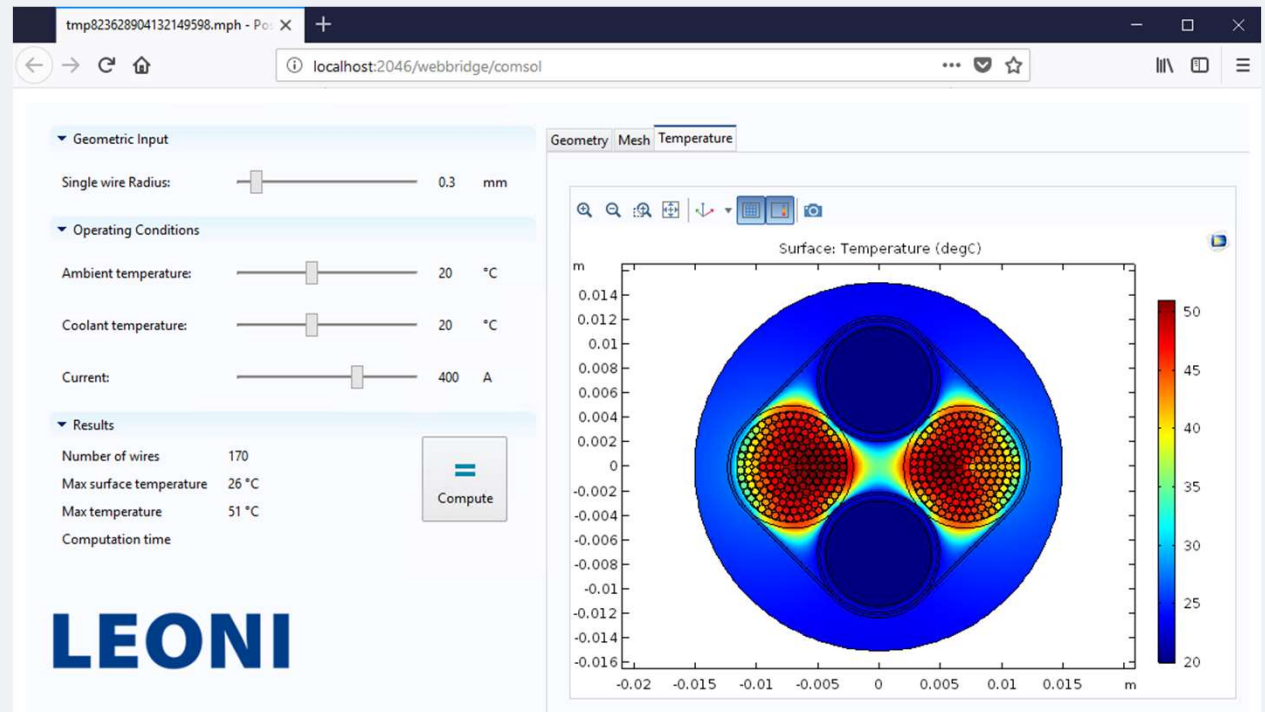 tmp823628904132149598.mph - Po
localhost:2046/webbridge/comsol
Geometric Input
Single wire Radius: 0.3 mm
Operating Conditions
Ambient temperature: 20 °C
Coolant temperature: 20 °C
Current: 400 A
Results
Number of wires 170
Max surface temperature 26 °C
Max temperature 51 °C
Computation time
=
Compute
LEONI
Geometry Mesh Temperature
Surface: Temperature (degC)
m
0.014
0.012
0.01
0.008
0.006
0.004
0.002
0
-0.002
-0.004
-0.006
-0.008
-0.01
-0.012
-0.014
-0.016
-0.02 -0.015 -0.01 -0.005 0 0.005 0.01 0.015 m
50
45
40
35
30
25
20